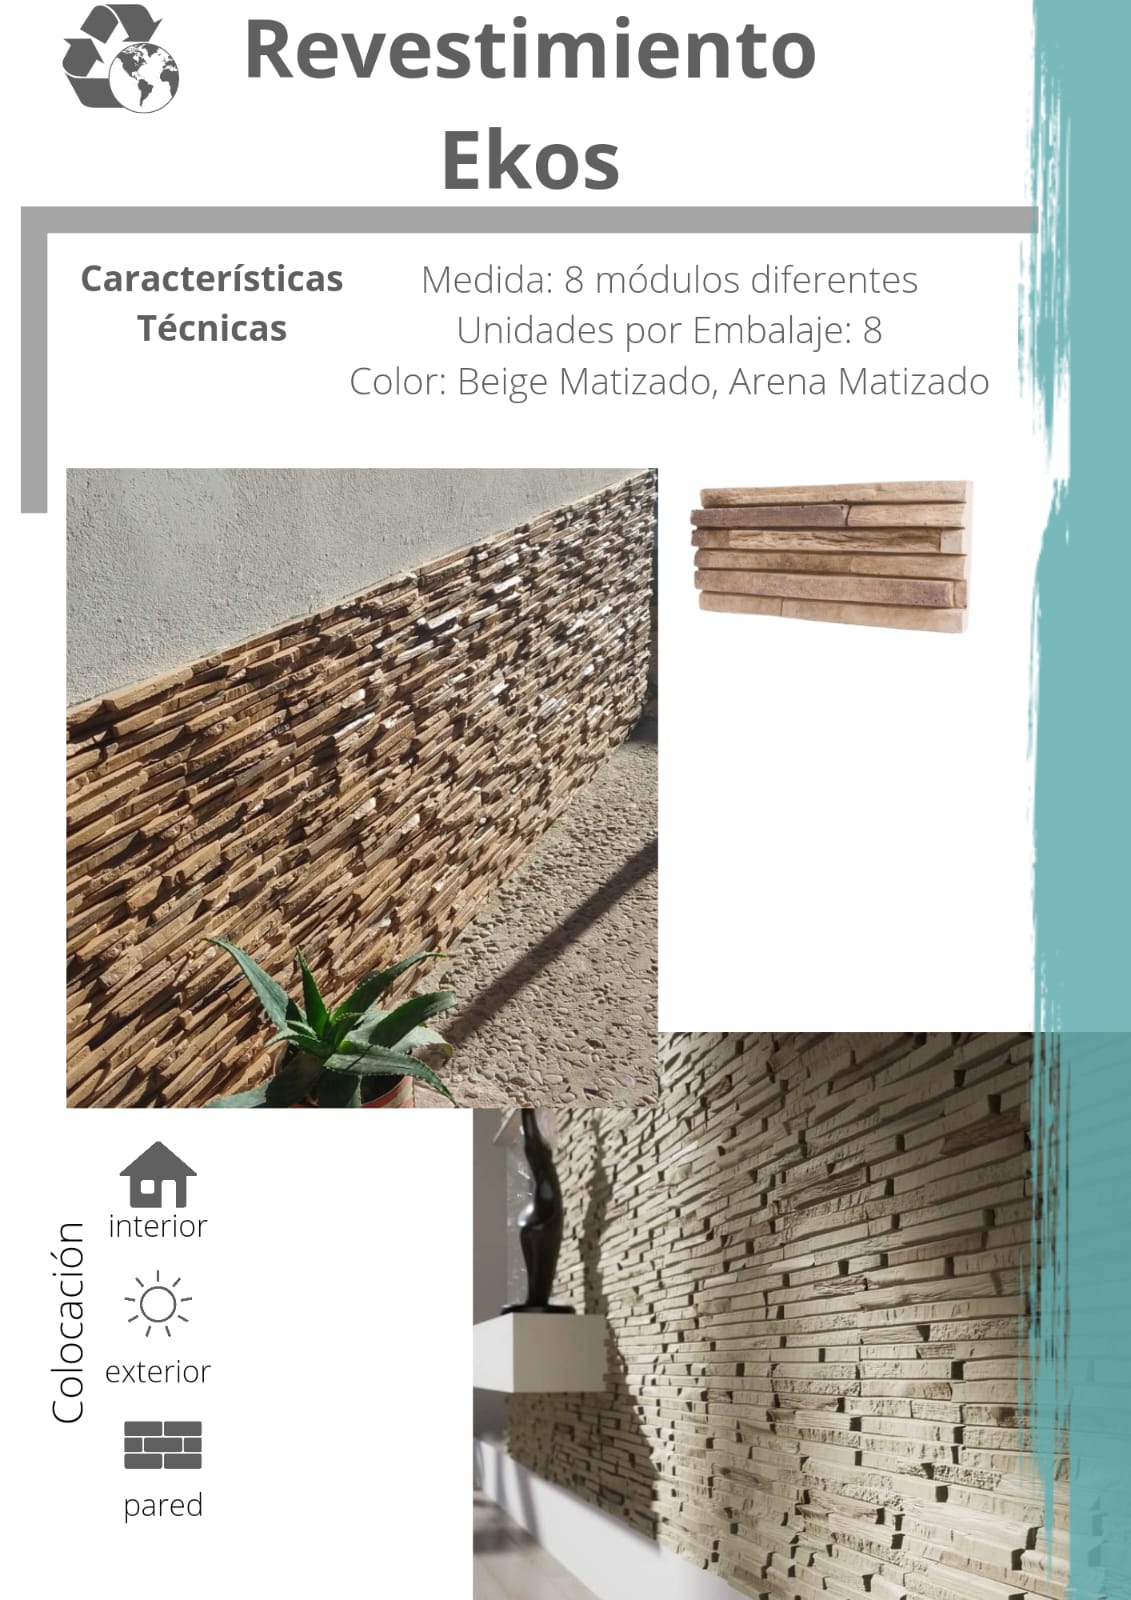 Revestimiento
Ekos
Características
Técnicas
Medida: 8 módulos diferentes
Unidades por Embalaje: 8
Color: Beige Matizado, Arena Matizado
Colocación
interior
exterior
pared